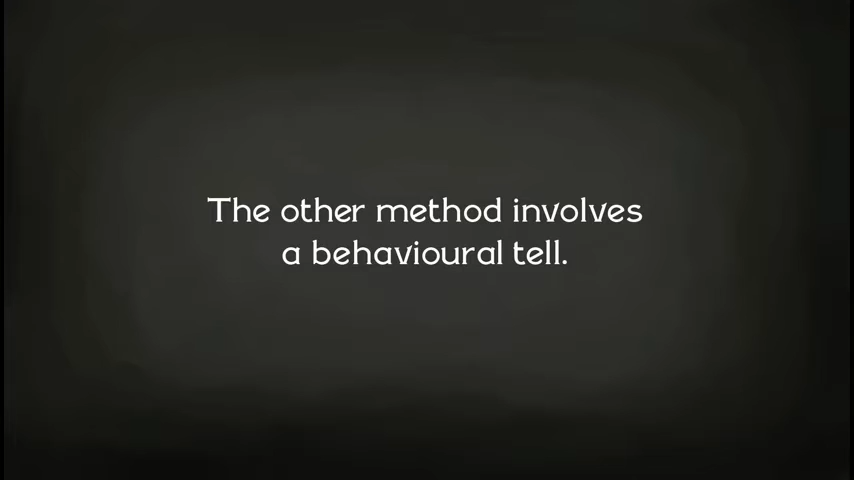 The other method involves
a behavioural tell.